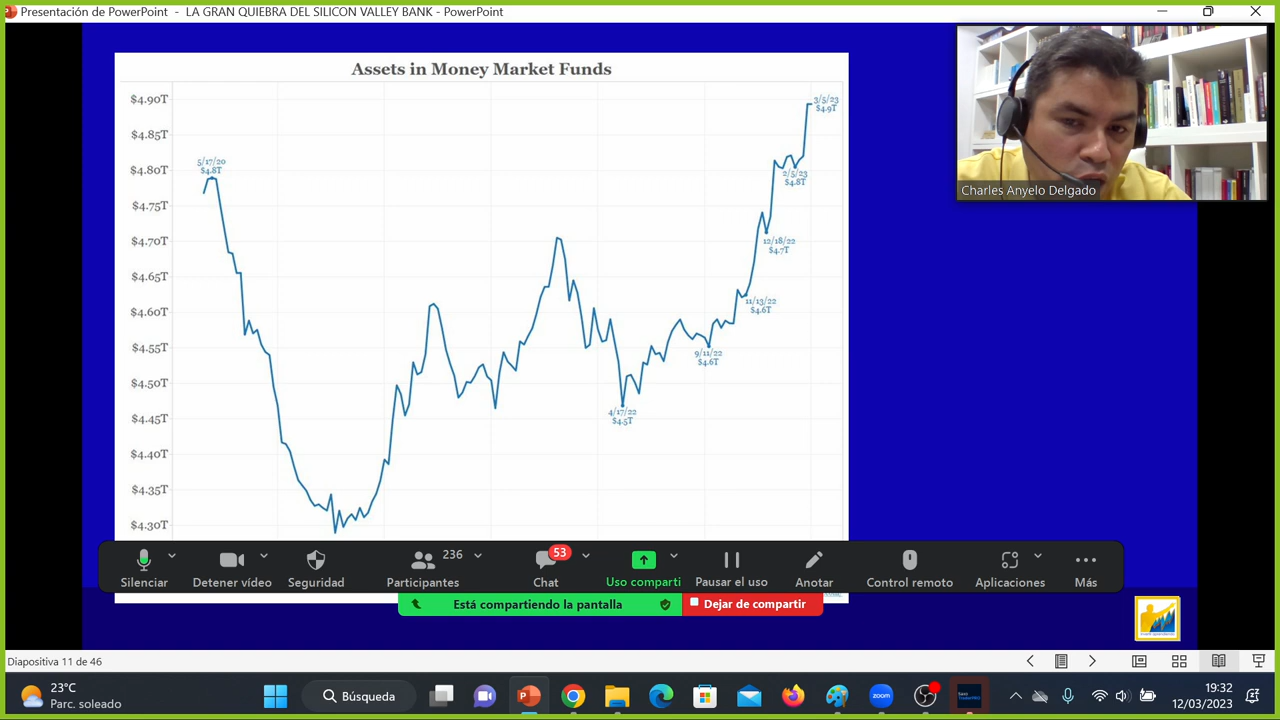 Presentación de PowerPoint - LA GRAN QUIEBRA DEL SILICON VALLEY BANK - PowerPoint
Assets in Money Market Funds
$4.90T
$4.85T
$4.80T
$4.75T
$4.70T
$4.65T
$4.60T
$4.55T
$4.50T
$4.45T
$4.40T
$4.35T
$4.30T
5/17/20
$4.8T
4/17/22
$4.5T
9/11/22
$4.6T
11/13/22
$4.6T
12/18/22
$4.7T
2/5/23
$4.8T
3/5/23
$4.9T
Charles Anyelo Delgado
236
53
Silenciar
Detener vídeo
Seguridad
Participantes
Chat
Uso comparti
Pausar el uso
Anotar
Control remoto
Aplicaciones
Más
Está compartiendo la pantalla
Dejar de compartir
Diapositiva 11 de 46
23°C
Parc. soleado
Búsqueda
zoom
19:32
12/03/2023